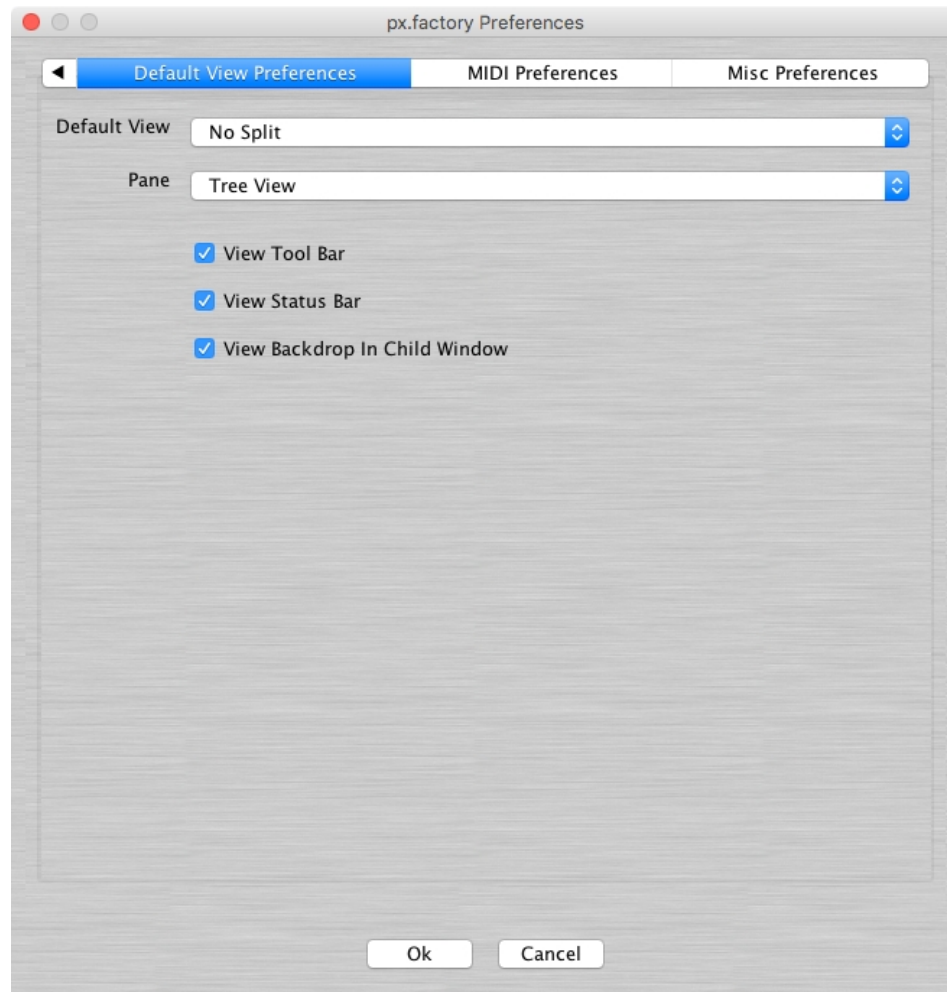 px.factory Preferences
Default View Preferences MIDI Preferences Misc Preferences
Default View No Split
Pane Tree View
View Tool Bar
View Status Bar
View Backdrop In Child Window
Ok Cancel